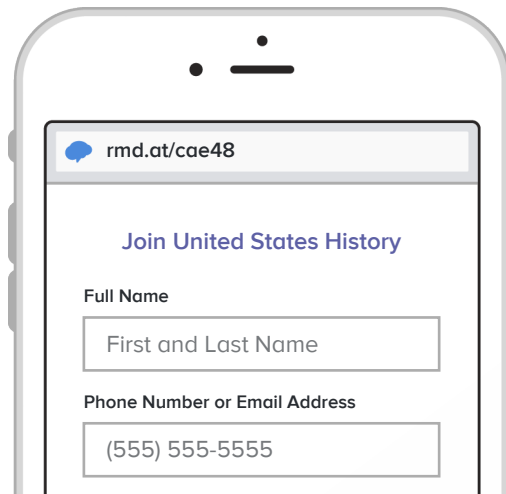 rmd.at/cae48
Join United States History
Full Name
First and Last Name
Phone Number or Email Address
(555) 555-5555